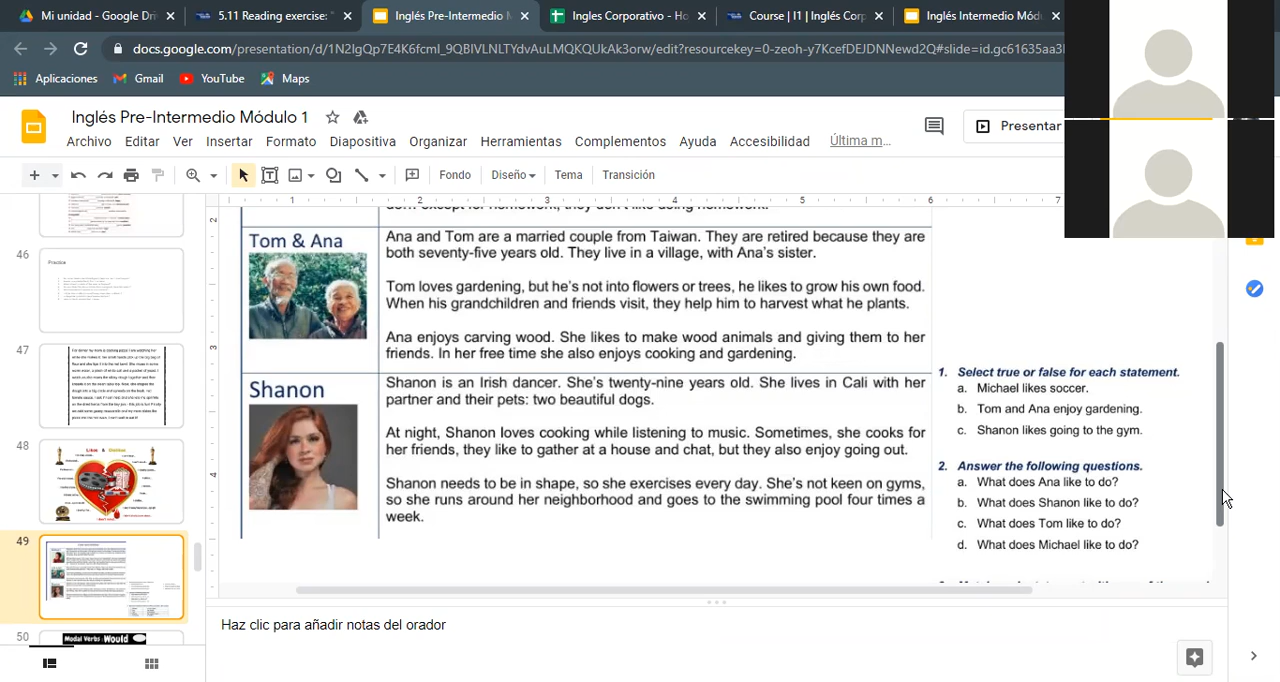 Mi unidad - Google Dri
5.11 Reading exercise: "
Inglés Pre-Intermedio M
Ingles Corporativo - Ho
Course | I1 | Inglés Corp
Inglés Intermedio Módu
docs.google.com/presentation/d/1N2IgQp7E4K6fcmI_9QBIVLNLTYdvAuLMQKQUkAk3orw/edit?resourcekey=0-zeoh-y7KcefDEJDNNewd2Q#slide=id.gc61635aa3
Aplicaciones
Gmail
YouTube
Maps
Inglés Pre-Intermedio Módulo 1
Archivo Editar Ver Insertar Formato Diapositiva Organizar Herramientas Complementos Ayuda Accesibilidad Última m...
Presentar
Fondo Diseño Tema Transición
1 2 3 4 5 6 7
2
3
4
46
Practice
47
48
Likes & Dislikes
49
50
Modal Verbs Would
Tom & Ana
Ana and Tom are a married couple from Taiwan. They are retired because they are
both seventy-five years old. They live in a village, with Ana's sister.
Tom loves gardening, but he's not into flowers or trees, he likes to grow his own food.
When his grandchildren and friends visit, they help him to harvest what he plants.
Ana enjoys carving wood. She likes to make wood animals and giving them to her
friends. In her free time she also enjoys cooking and gardening.
Shanon
Shanon is an Irish dancer. She's twenty-nine years old. She lives in Cali with her
partner and their pets: two beautiful dogs.
At night, Shanon loves cooking while listening to music. Sometimes, she cooks for
her friends, they like to gather at a house and chat, but they also enjoy going out.
Shanon needs to be in shape, so she exercises every day. She's not keen on gyms,
so she runs around her neighborhood and goes to the swimming pool four times a
week.
1. Select true or false for each statement.
a. Michael likes soccer.
b. Tom and Ana enjoy gardening.
c. Shanon likes going to the gym.
2. Answer the following questions.
a. What does Ana like to do?
b. What does Shanon like to do?
c. What does Tom like to do?
d. What does Michael like to do?
Haz clic para añadir notas del orador